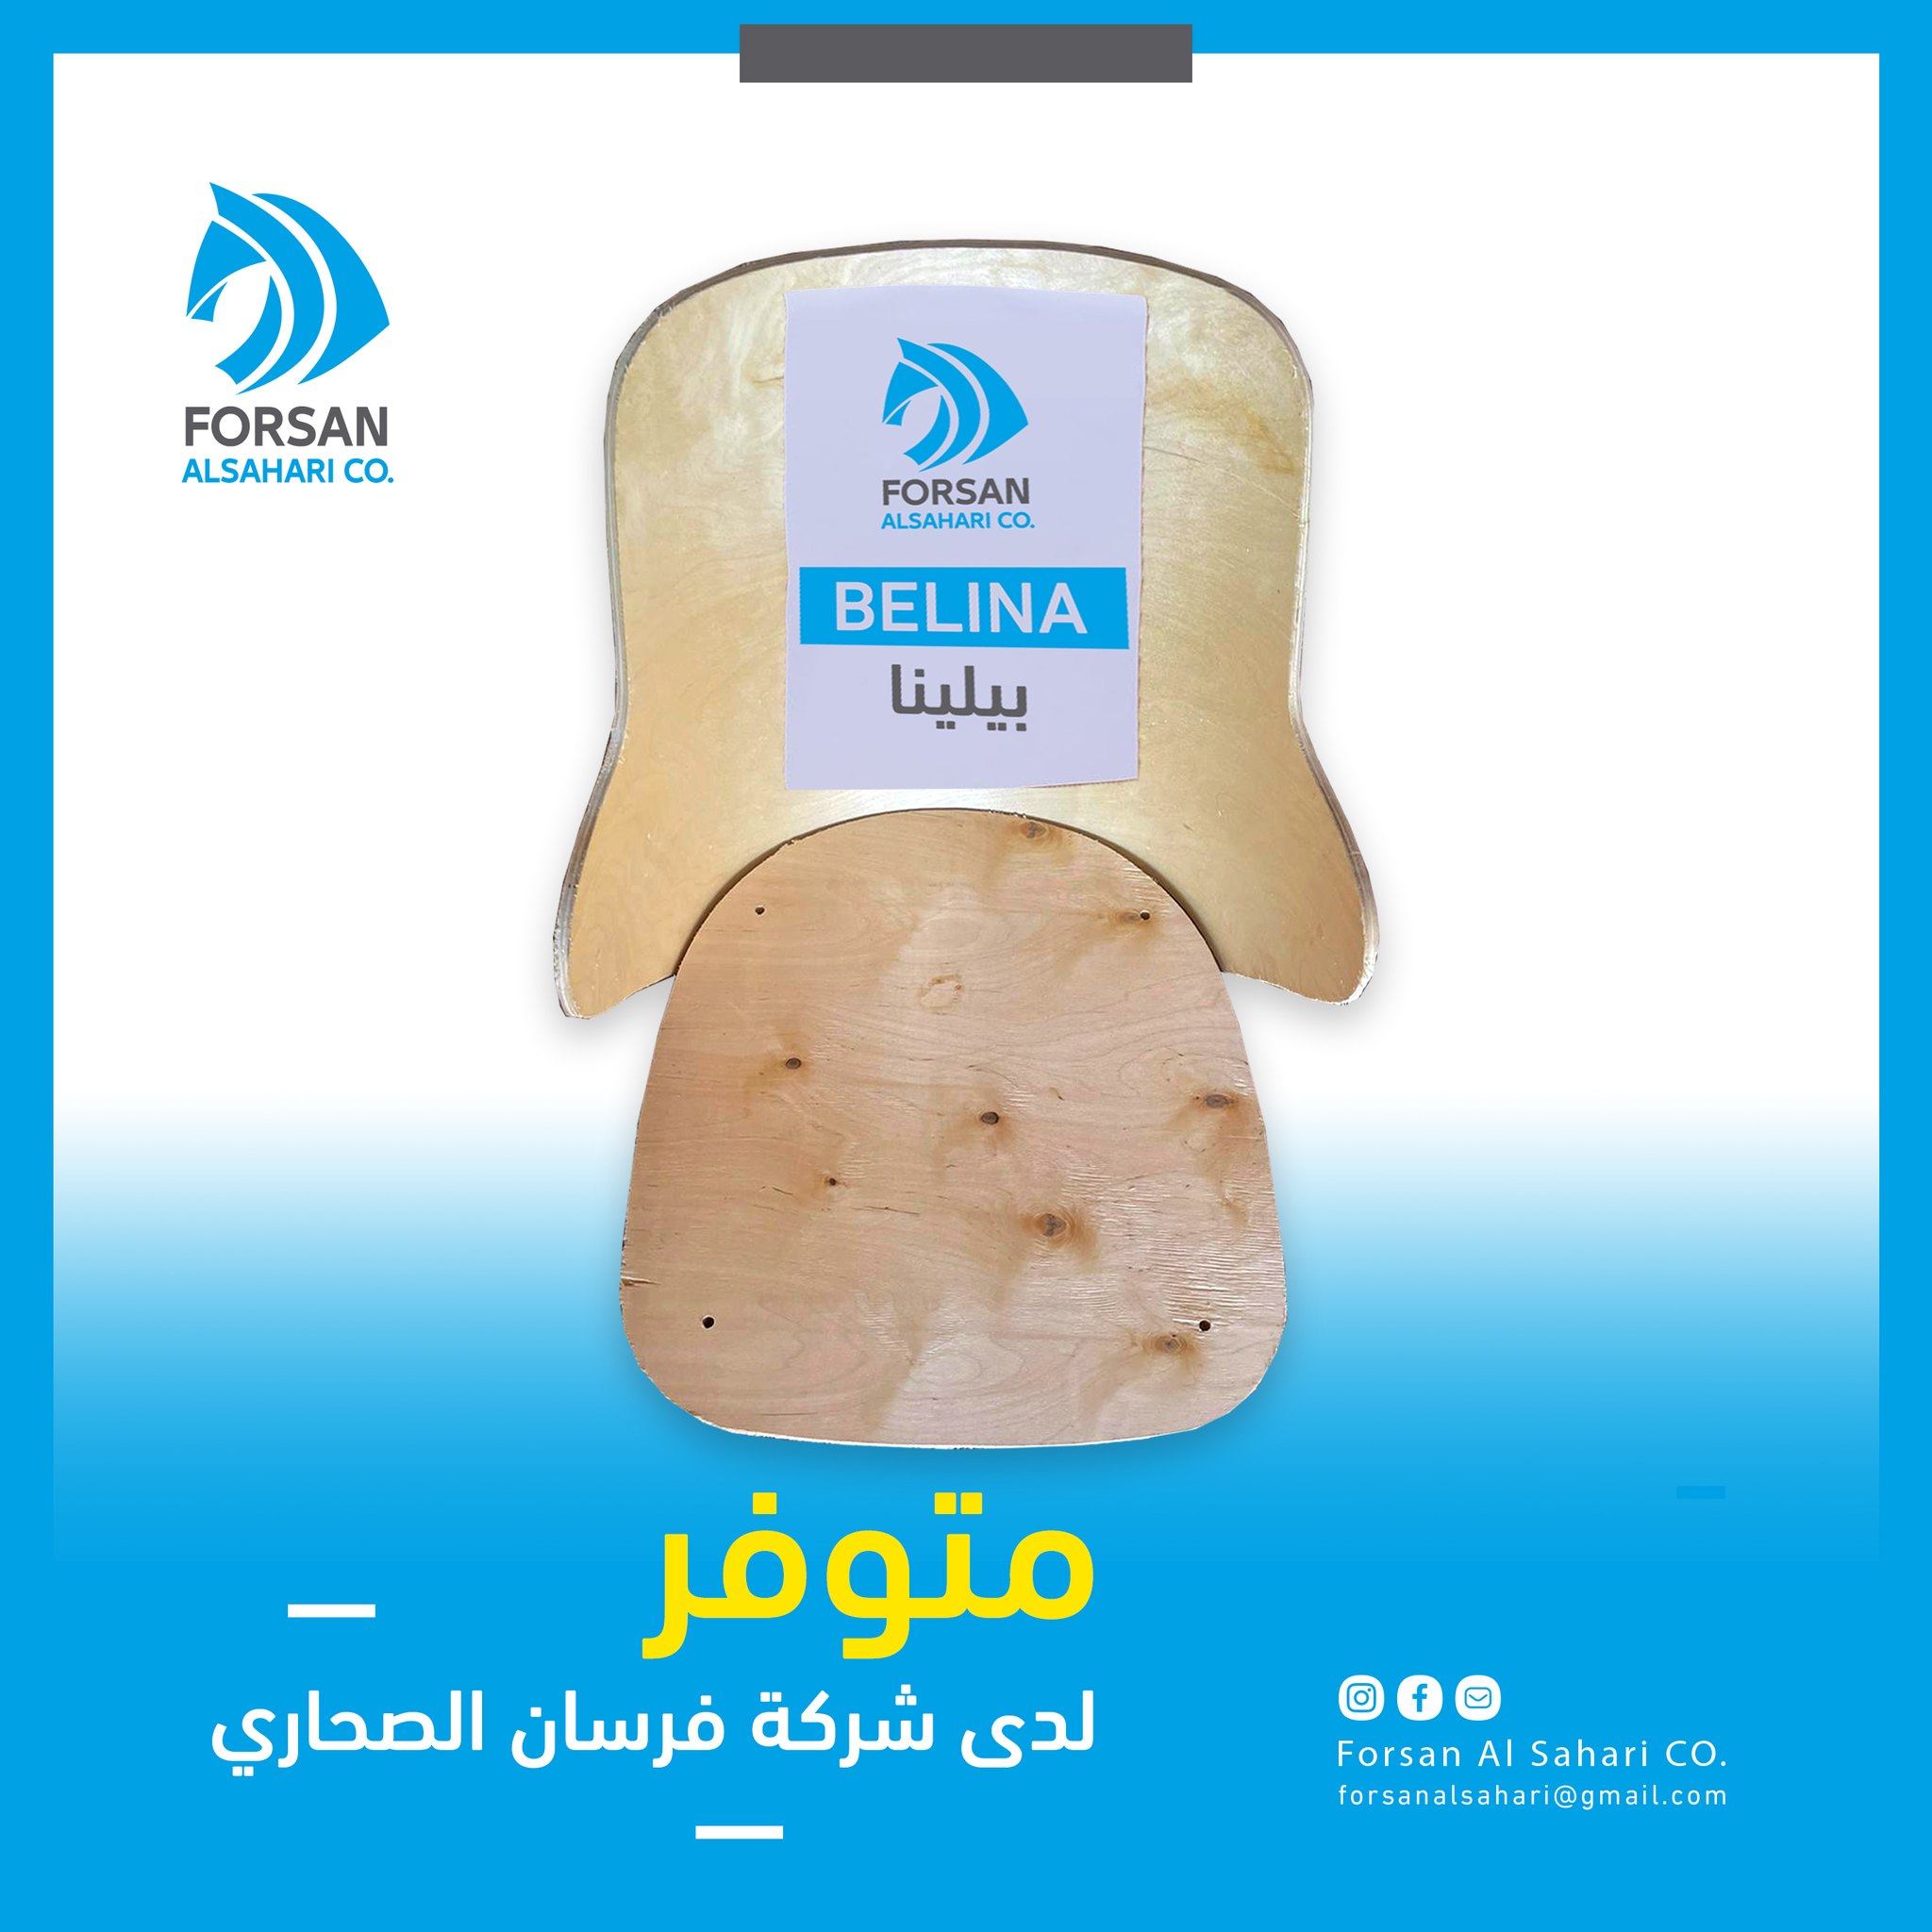 FORSAN
ALSAHARI CO.
FORSAN
ALSAHARI CO.
BELINA
بيلينا
متوفر
لدى شركة فرسان الصحاري
Forsan Al Sahari CO.
forsanalsahari@gmail.com